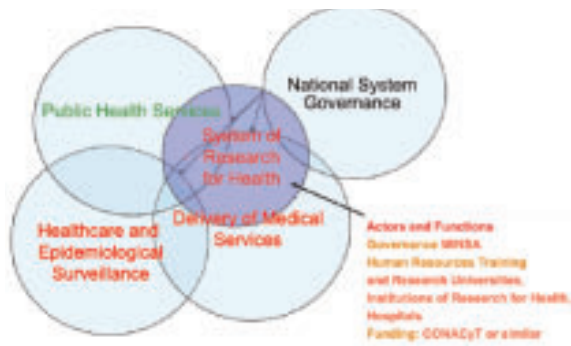 National System
Governance
Public Health Services
System of
Research
for Health
Delivery of Medical
Services
Healthcare and
Epidemiological
Surveillance
Actors and Functions
Governance
Human Resources Training
and Research Universities,
Institutions of Research for Health,
Hospitals
Funding: CONACyT or similar